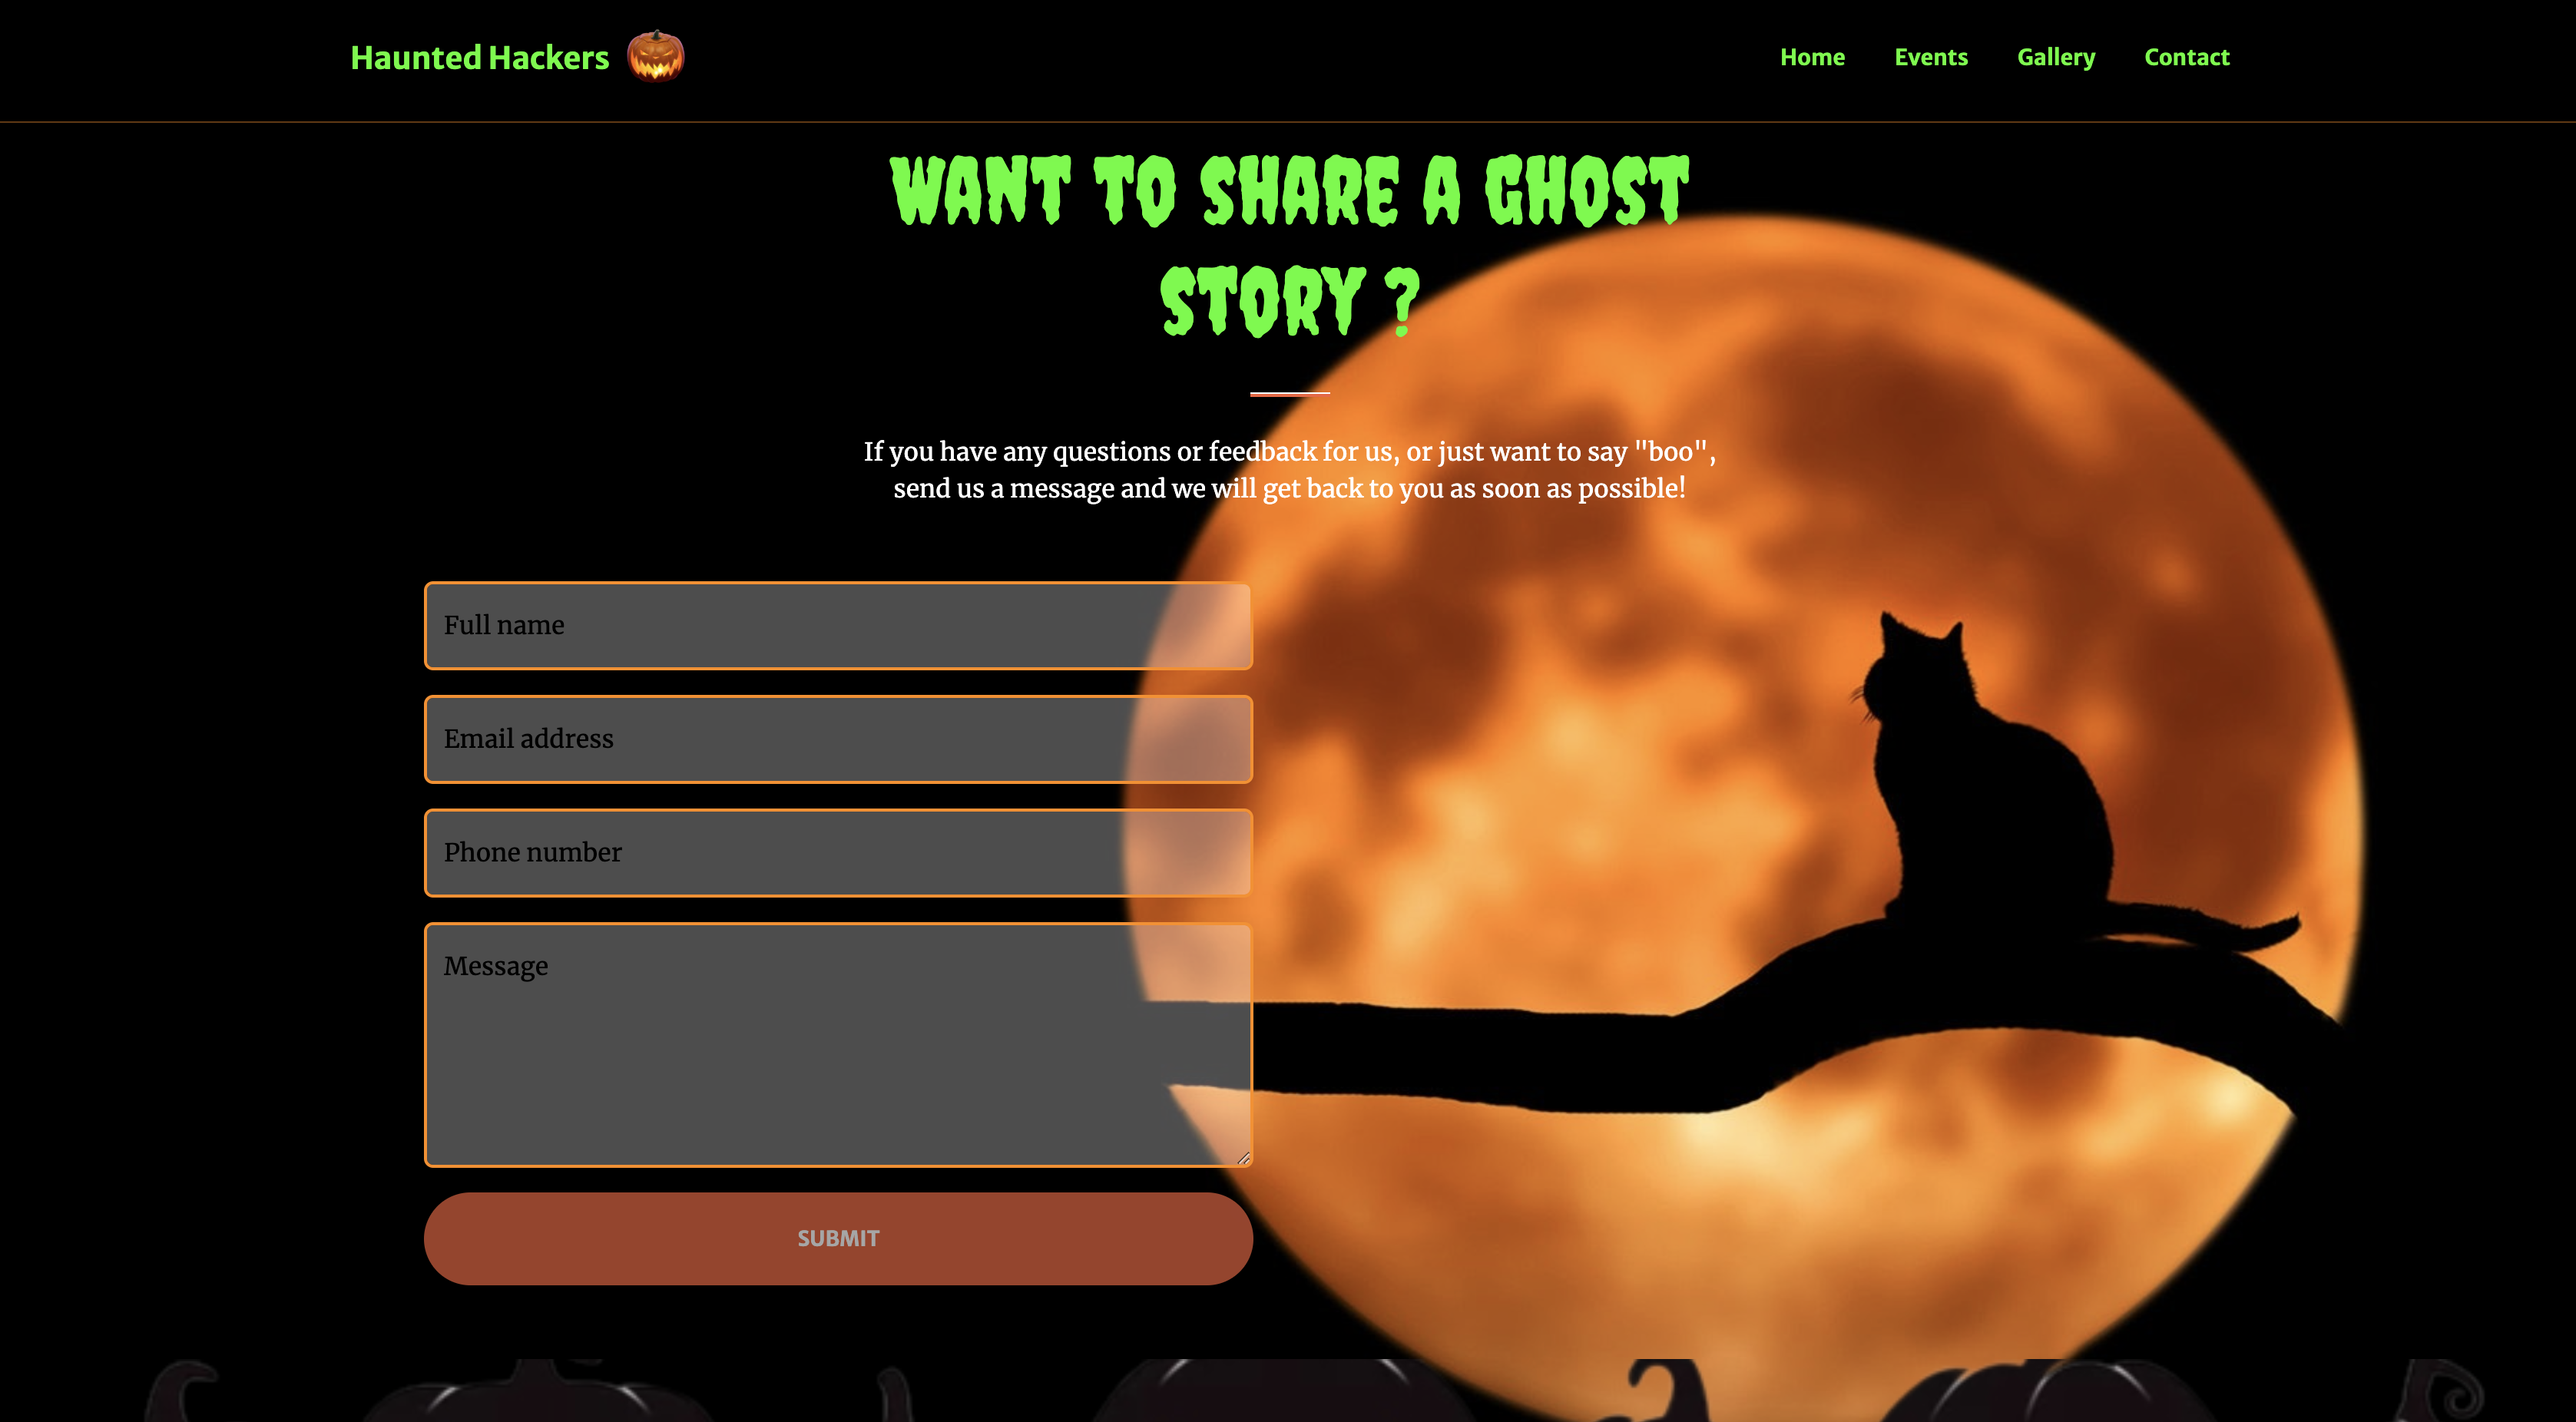 Haunted Hackers
Home Events Gallery Contact
WANT TO SHARE A GHOST
STORY ?
If you have any questions or feedback for us, or just want to say "boo",
send us a message and we will get back to you as soon as possible!
Full name
Email address
Phone number
Message
SUBMIT